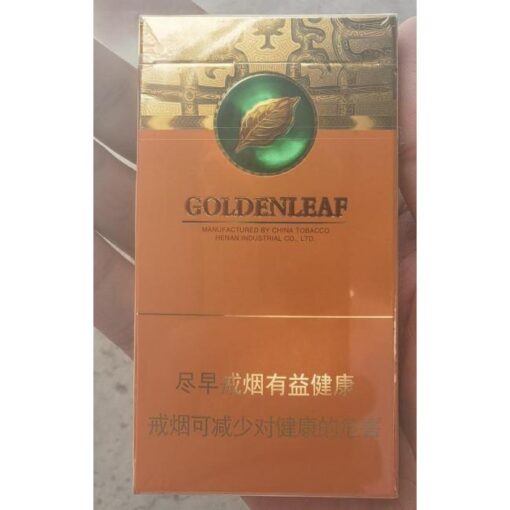 GOLDENLEAF
MANUFACTURED BY CHINA TOBACCO
HENAN INDUSTRIAL CO., LTD.
尽早戒烟有益健康
戒烟可减少对健康的危害